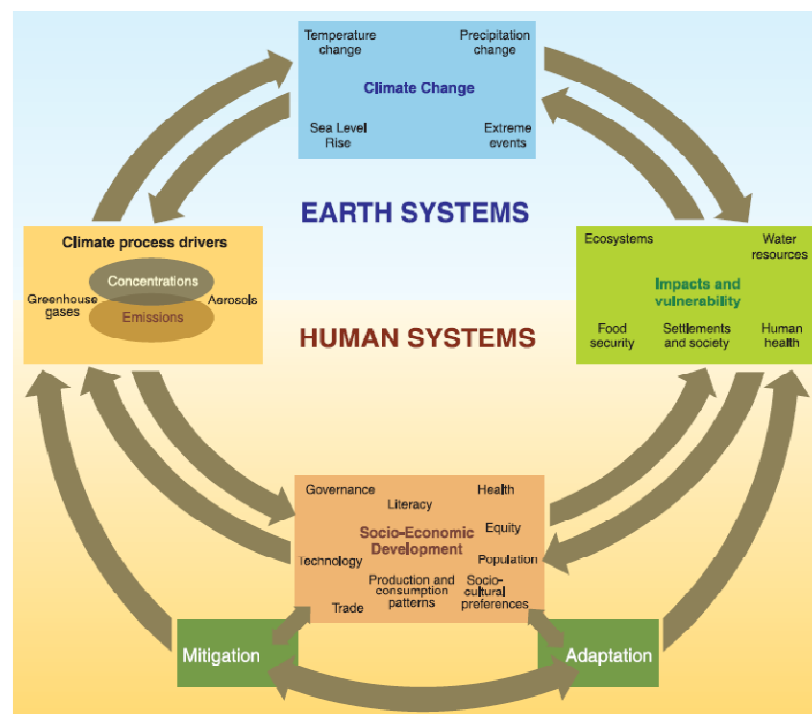 Temperature
change
Precipitation
change
Climate Change
Sea Level
Rise
Extreme
events
EARTH SYSTEMS
Climate process drivers
Concentrations
Greenhouse
gases
Aerosols
Emissions
Ecosystems
Water
resources
Impacts and
vulnerability
Food
security
Settlements
and society
Human
health
HUMAN SYSTEMS
Governance
Literacy
Health
Equity
Socio-Economic
Development
Technology
Population
Production and
consumption
patterns
Socio-
cultural
preferences
Trade
Mitigation
Adaptation